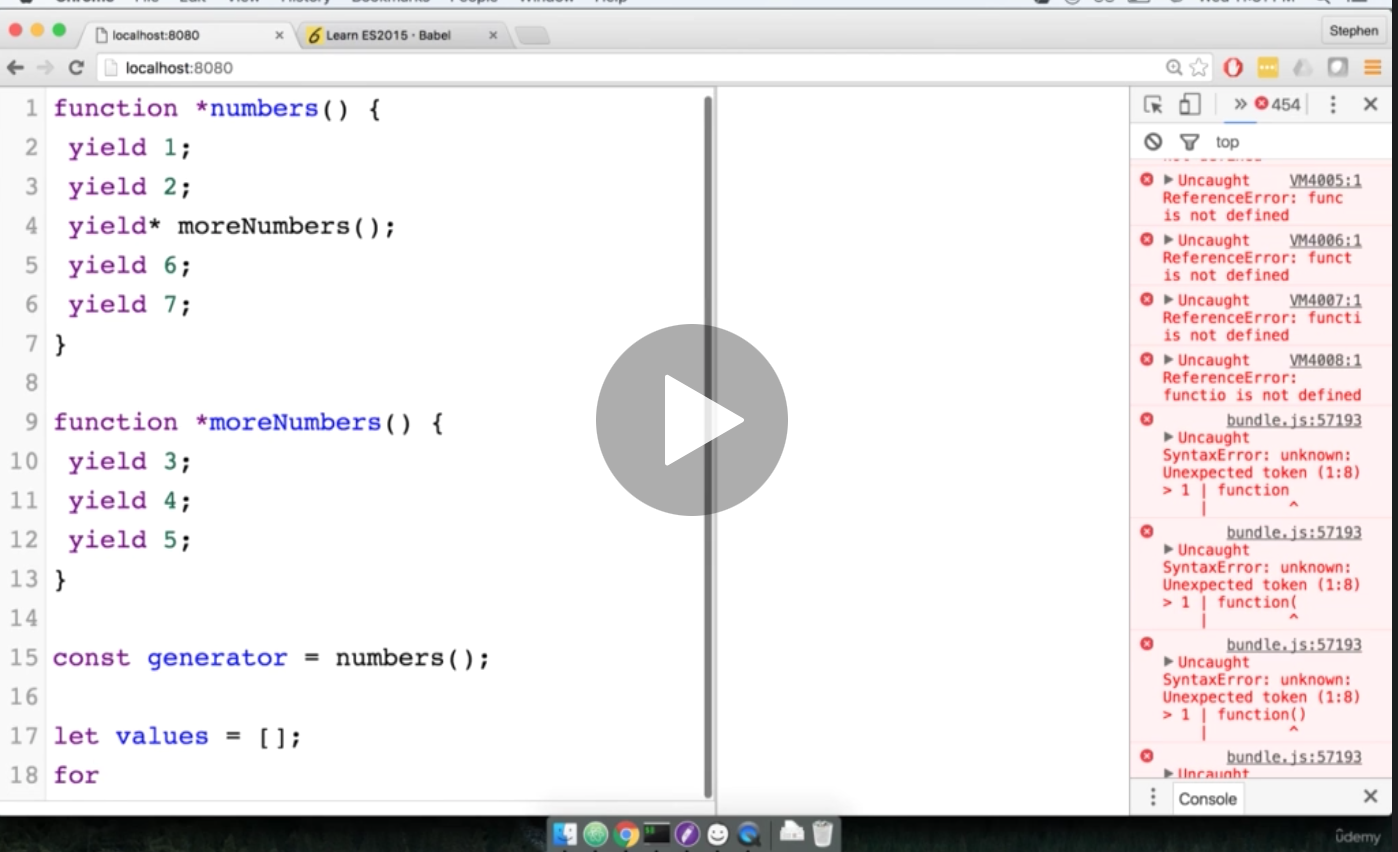 localhost:8080
Learn ES2015 · Babel
Stephen
localhost:8080
1 function *numbers() {
2 yield 1;
3 yield 2;
4 yield* moreNumbers();
5 yield 6;
6 yield 7;
7 }
8
9 function *moreNumbers() {
10 yield 3;
11 yield 4;
12 yield 5;
13 }
14
15 const generator = numbers();
16
17 let values = [];
18 for
» 454
top
Uncaught VM4005:1
ReferenceError: func
is not defined
Uncaught VM4006:1
ReferenceError: funct
is not defined
Uncaught VM4007:1
ReferenceError: functi
is not defined
Uncaught VM4008:1
ReferenceError:
functio is not defined
bundle.js:57193
Uncaught
SyntaxError: unknown:
Unexpected token (1:8)
> 1 | function
| ^
bundle.js:57193
Uncaught
SyntaxError: unknown:
Unexpected token (1:8)
> 1 | function(
| ^
bundle.js:57193
Uncaught
SyntaxError: unknown:
Unexpected token (1:8)
> 1 | function()
| ^
bundle.js:57193
Uncaught
Console
ûdemy